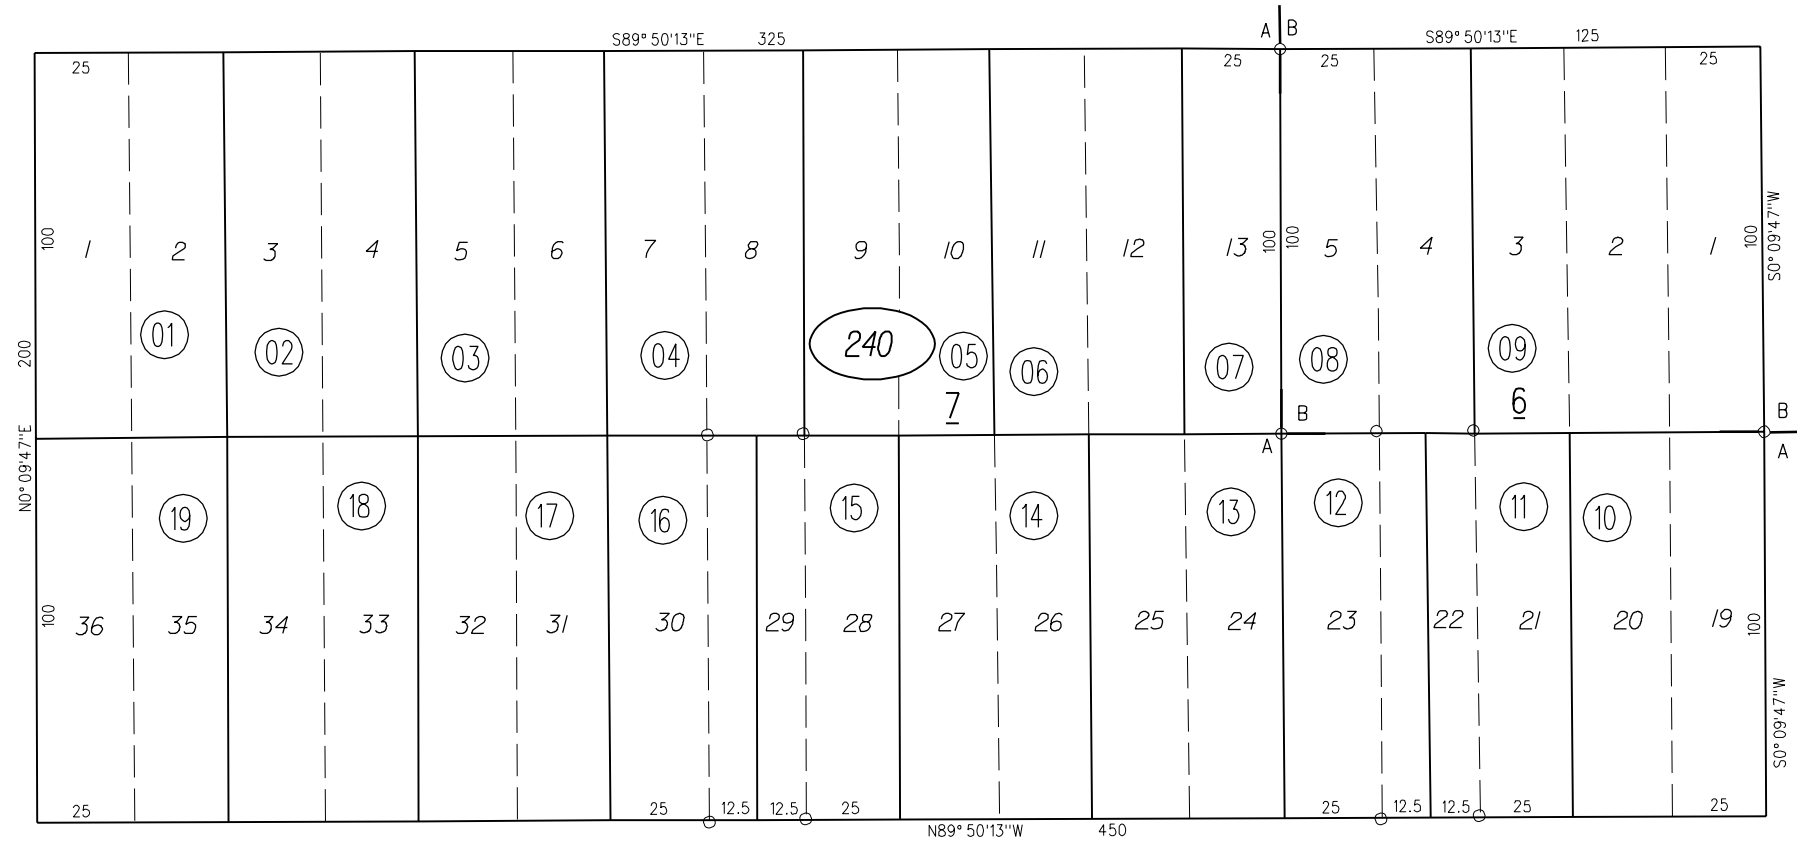 A B
S89° 50'13"E 325 S89° 50'13"E 125
25 25 25 25
100 1 2 3 4 5 6 7 8 9 10 11 12 13 100 100 5 4 3 2 1 100
S0° 09'47"W
01 02 03 04 240 05 06 07 08 09
200
7 6
B B
N0° 09'47"E
A A
19 18 17 16 15 14 13 12 11 10
100 36 35 34 33 32 31 30 29 28 27 26 25 24 23 22 21 20 19 100
S0° 09'47"W
25 25 12.5 12.5 25 25 12.5 12.5 25 25
N89° 50'13"W 450